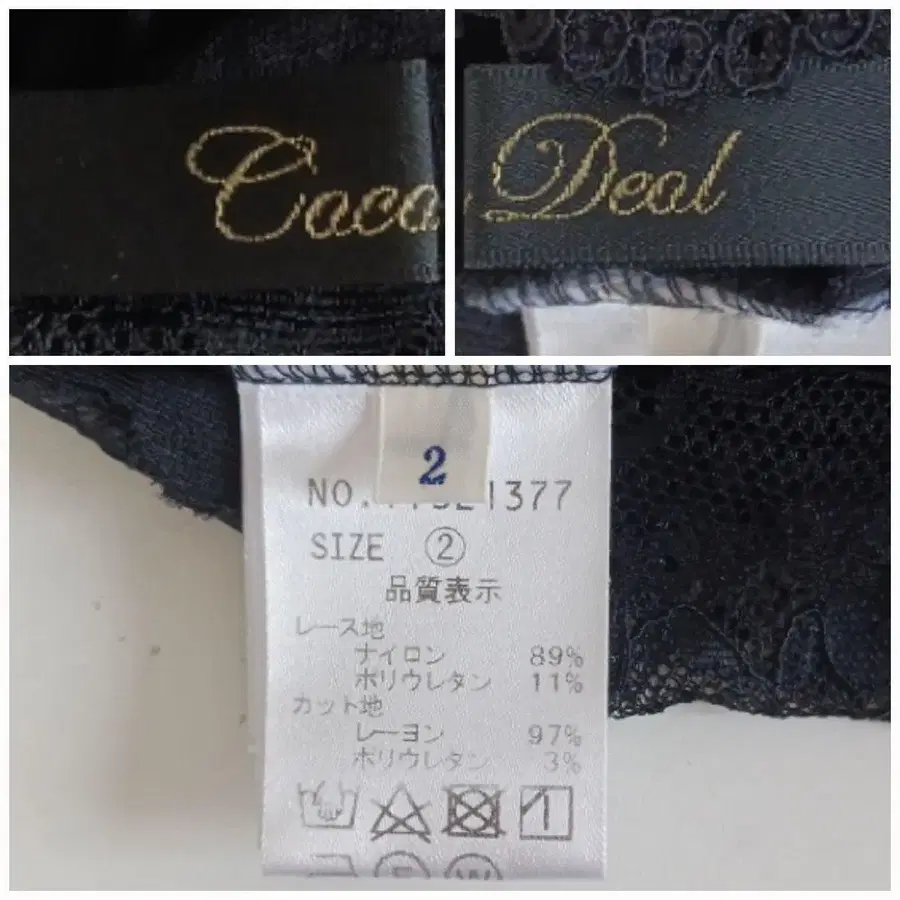 Coco
Deal
2
NO. 1377
SIZE ②
品質表示
レース地
ナイロン 89%
ポリウレタン 11%
カット地
レーヨン 97%
ポリウレタン 3%